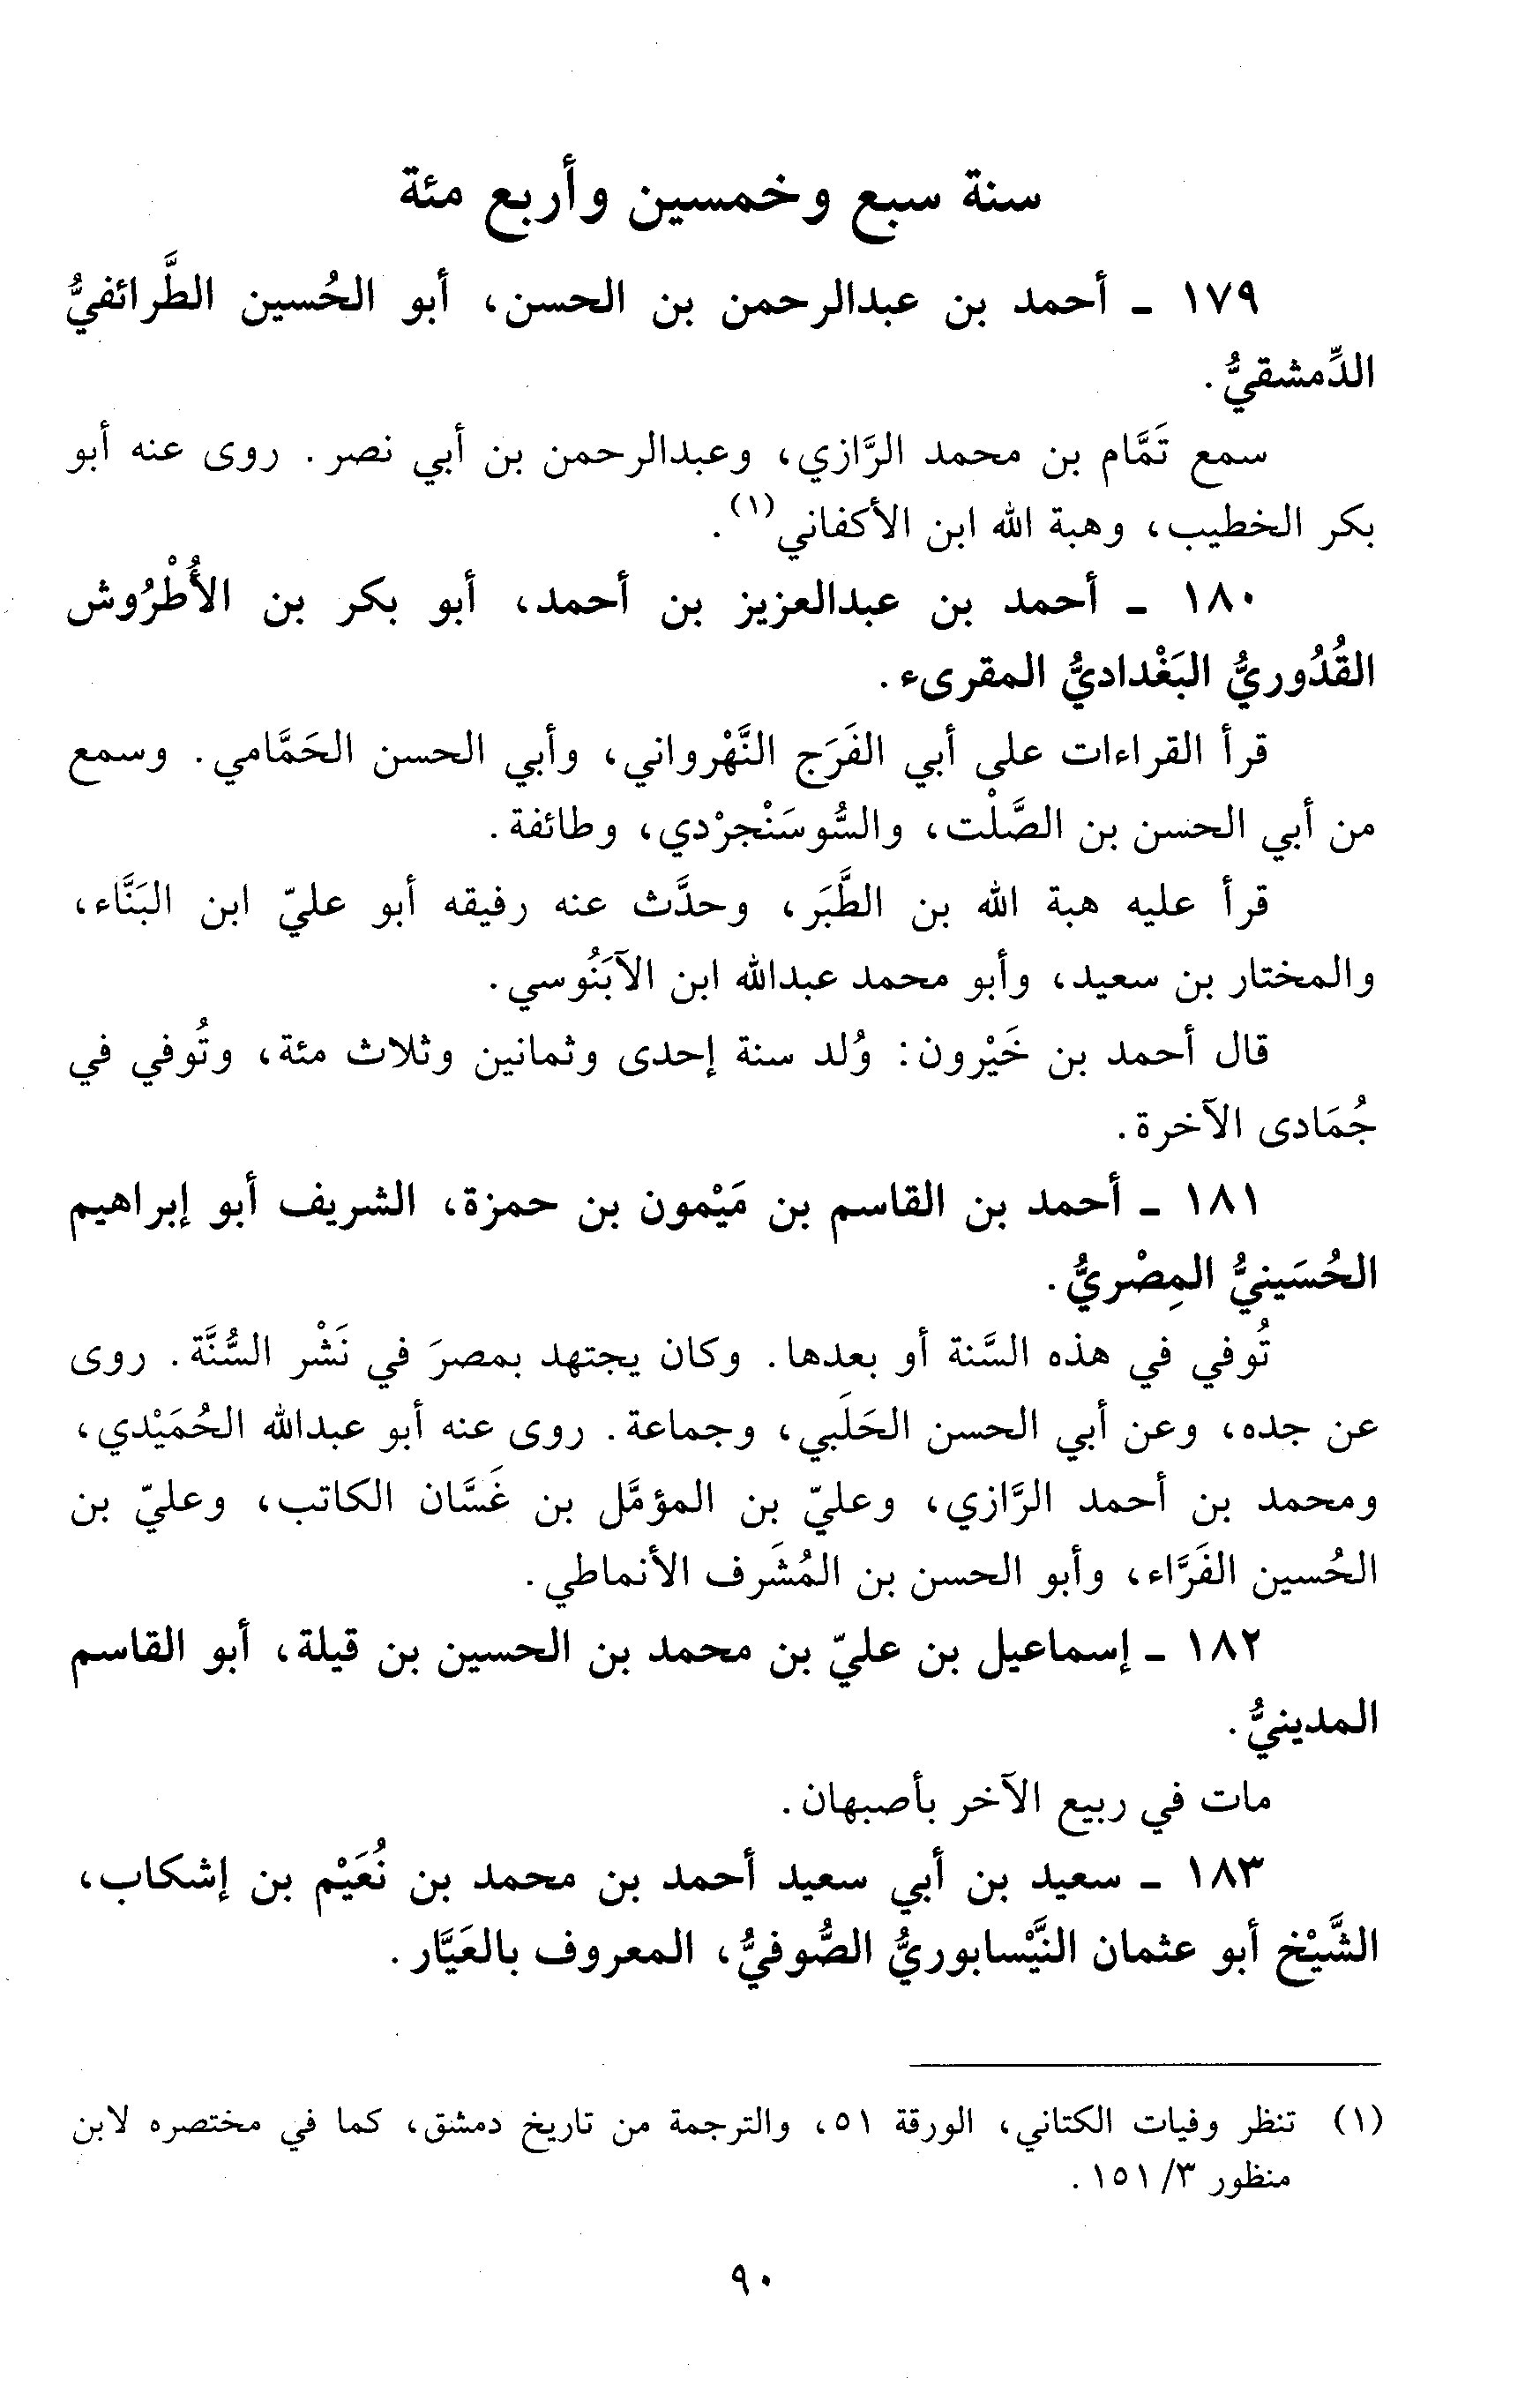 سنة سبع وخمسين وأربع مئة
١٧٩ - أحمد بن عبدالرحمن بن الحسن، أبو الحُسين الطَّرائفيُّ
الدِّمشقيُّ.
سمع تَمَّام بن محمد الرَّازي، وعبدالرحمن بن أبي نصر. روى عنه أبو
بكر الخطيب، وهبة الله ابن الأكفاني(١).
١٨٠ - أحمد بن عبدالعزيز بن أحمد، أبو بكر بن الأُطْرُوش
القُدُوريُّ البَغْداديُّ المقرىء.
قرأ القراءات على أبي الفَرَج النَّهْرواني، وأبي الحسن الحَمَّامي. وسمع
من أبي الحسن بن الصَّلْت، والسُّوسَنْجرْدي، وطائفة.
قرأ عليه هبة الله بن الطَّبَر، وحدَّث عنه رفيقه أبو عليّ ابن البَنَّاء،
والمختار بن سعيد، وأبو محمد عبدالله ابن الآبَنُوسي.
قال أحمد بن خَيْرون: وُلد سنة إحدى وثمانين وثلاث مئة، وتُوفي في
جُمَادى الآخرة.
١٨١ - أحمد بن القاسم بن مَيْمون بن حمزة، الشريف أبو إبراهيم
الحُسَينيُّ المِصْريُّ.
تُوفي في هذه السَّنة أو بعدها. وكان يجتهد بمصرَ في نَشْر السُّنَّة. روى
عن جده، وعن أبي الحسن الحَلَبي، وجماعة. روى عنه أبو عبدالله الحُمَيْدي،
ومحمد بن أحمد الرَّازي، وعليّ بن المؤمَّل بن غَسَّان الكاتب، وعليّ بن
الحُسين الفَرَّاء، وأبو الحسن بن المُشَرف الأنماطي.
١٨٢ - إسماعيل بن عليّ بن محمد بن الحسين بن قيلة، أبو القاسم
المدينيُّ.
مات في ربيع الآخر بأصبهان.
١٨٣ - سعيد بن أبي سعيد أحمد بن محمد بن نُعَيْم بن إشكاب،
الشَّيْخ أبو عثمان النَّيْسابوريُّ الصُّوفيُّ، المعروف بالعَيَّار.
(١) تنظر وفيات الكتاني، الورقة ٥١، والترجمة من تاريخ دمشق، كما في مختصره لابن
منظور ٣/ ١٥١.
٩٠